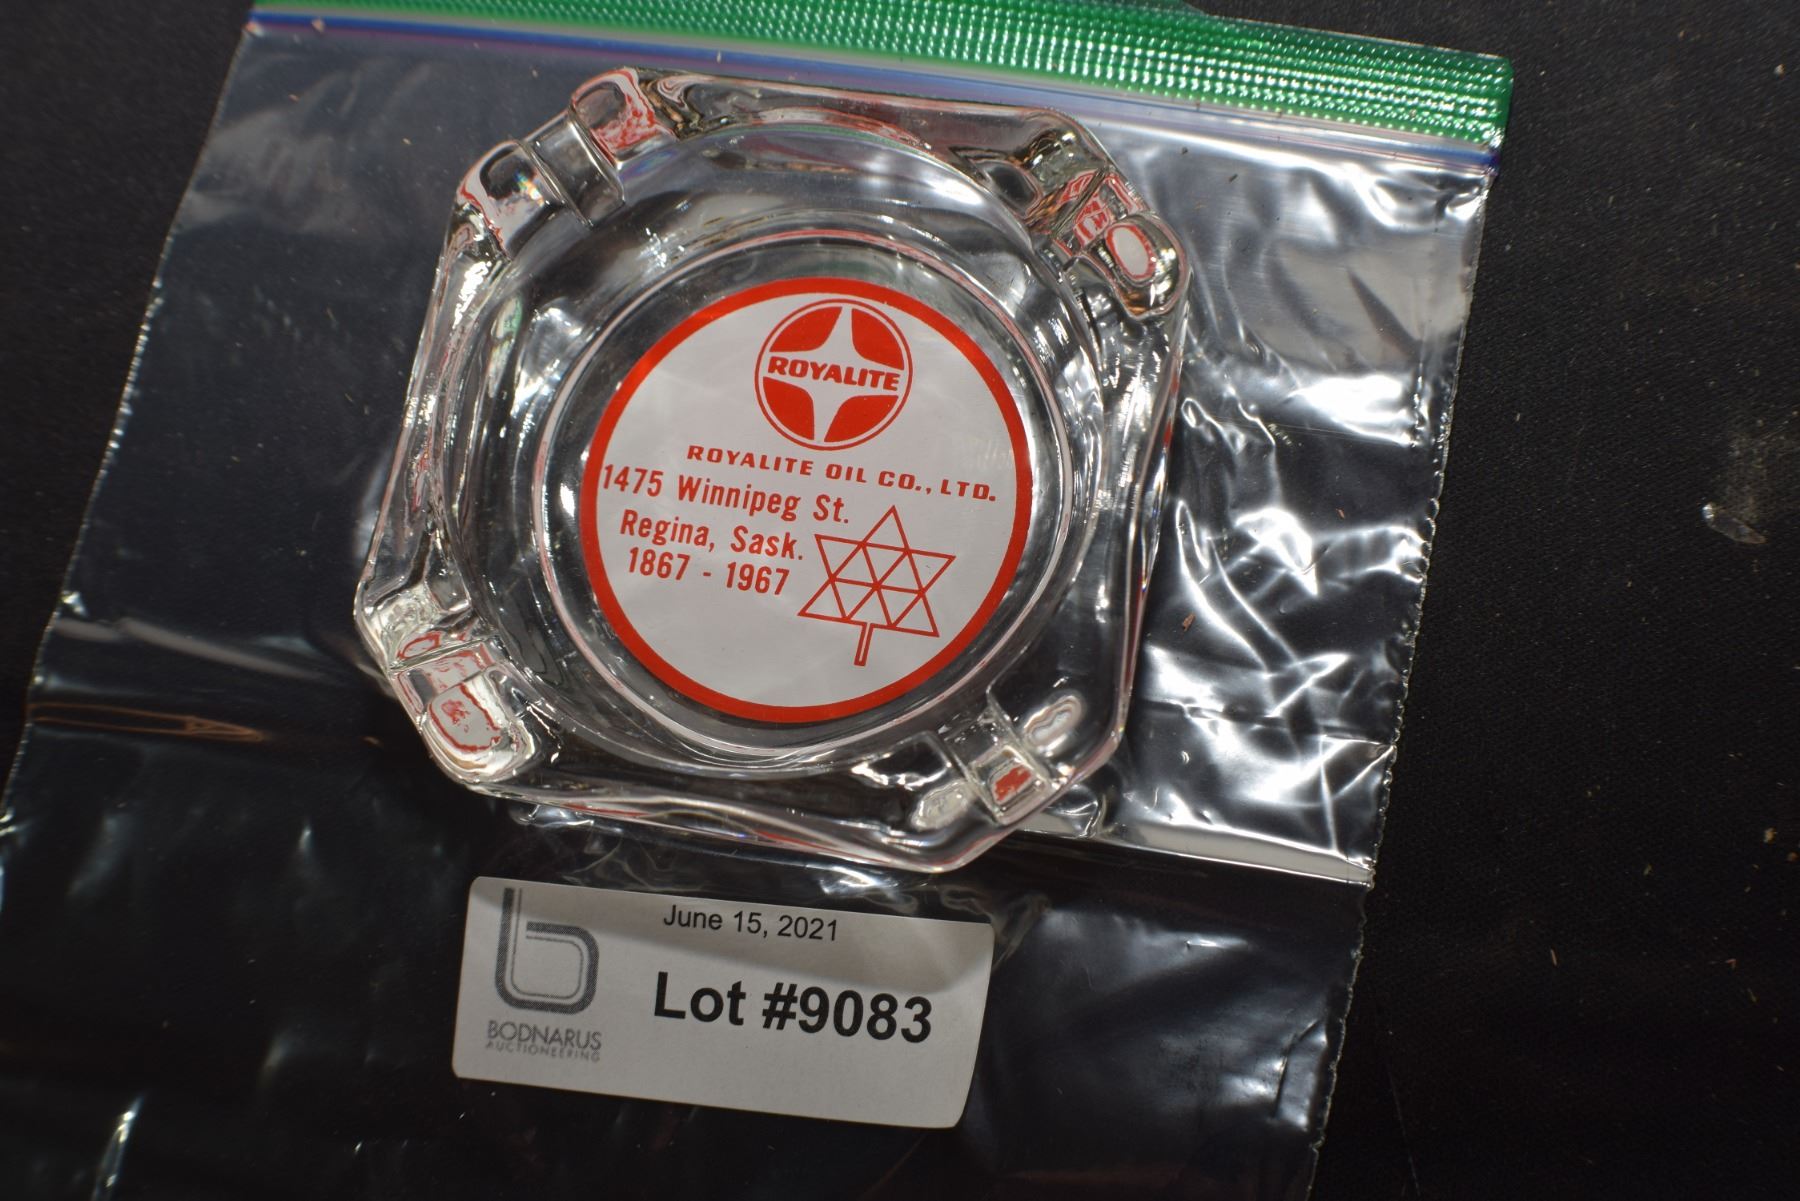 ROYALITE
ROYALITE OIL CO., LTD.
1475 Winnipeg St.
Regina, Sask.
1867 - 1967
June 15, 2021
Lot #9083
BODNARUS
AUCTIONEERING